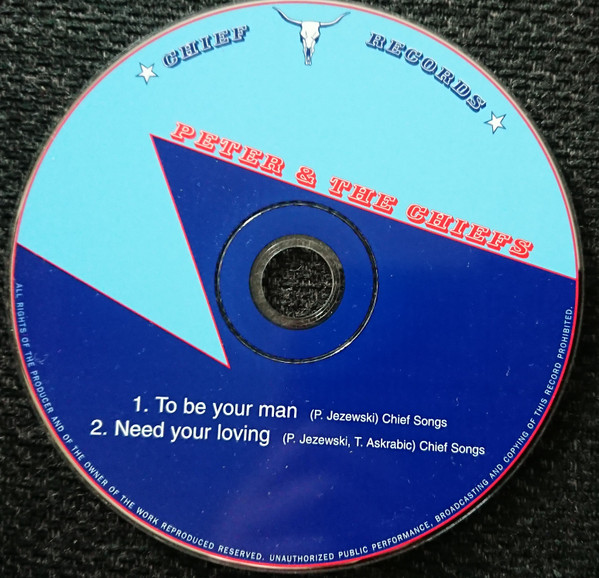 CHIEF RECORDS
PETER & THE CHIEFS
1. To be your man (P. Jezewski) Chief Songs
2. Need your loving (P. Jezewski, T. Askrabic) Chief Songs
ALL RIGHTS OF THE PRODUCER AND OF THE OWNER OF THE WORK REPRODUCED RESERVED. UNAUTHORIZED PUBLIC PERFORMANCE, BROADCASTING AND COPYING OF THIS RECORD PROHIBITED.